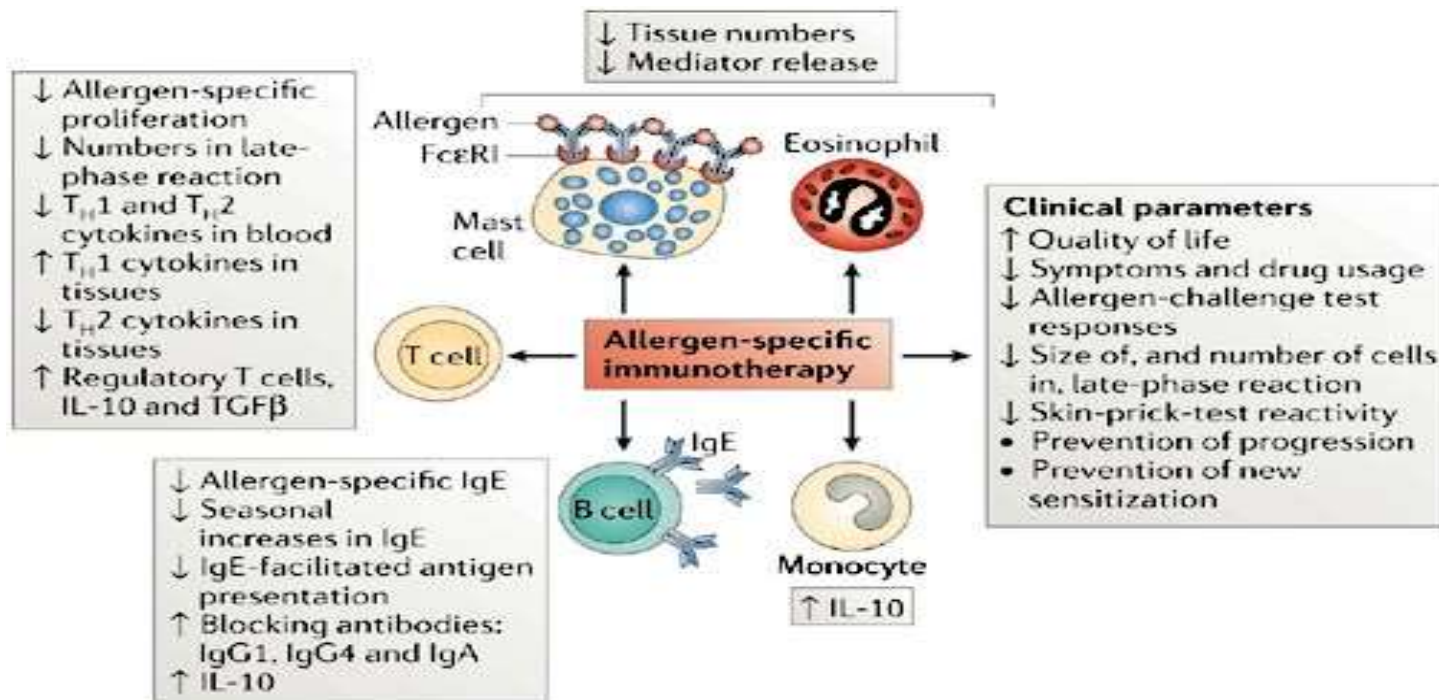 ↓ Tissue numbers
↓ Mediator release
↓ Allergen-specific
proliferation
↓ Numbers in late-
phase reaction
↓ TH1 and TH2
cytokines in blood
↑ TH1 cytokines in
tissues
↓ TH2 cytokines in
tissues
↑ Regulatory T cells,
IL-10 and TGFβ
Allergen
FcεRI
Mast
cell
Eosinophil
T cell
Allergen-specific
immunotherapy
Clinical parameters
↑ Quality of life
↓ Symptoms and drug usage
↓ Allergen-challenge test
responses
↓ Size of, and number of cells
in, late-phase reaction
↓ Skin-prick-test reactivity
• Prevention of progression
• Prevention of new
sensitization
↓ Allergen-specific IgE
↓ Seasonal
increases in IgE
↓ IgE-facilitated antigen
presentation
↑ Blocking antibodies:
IgG1, IgG4 and IgA
↑ IL-10
IgE
B cell
Monocyte
↑ IL-10